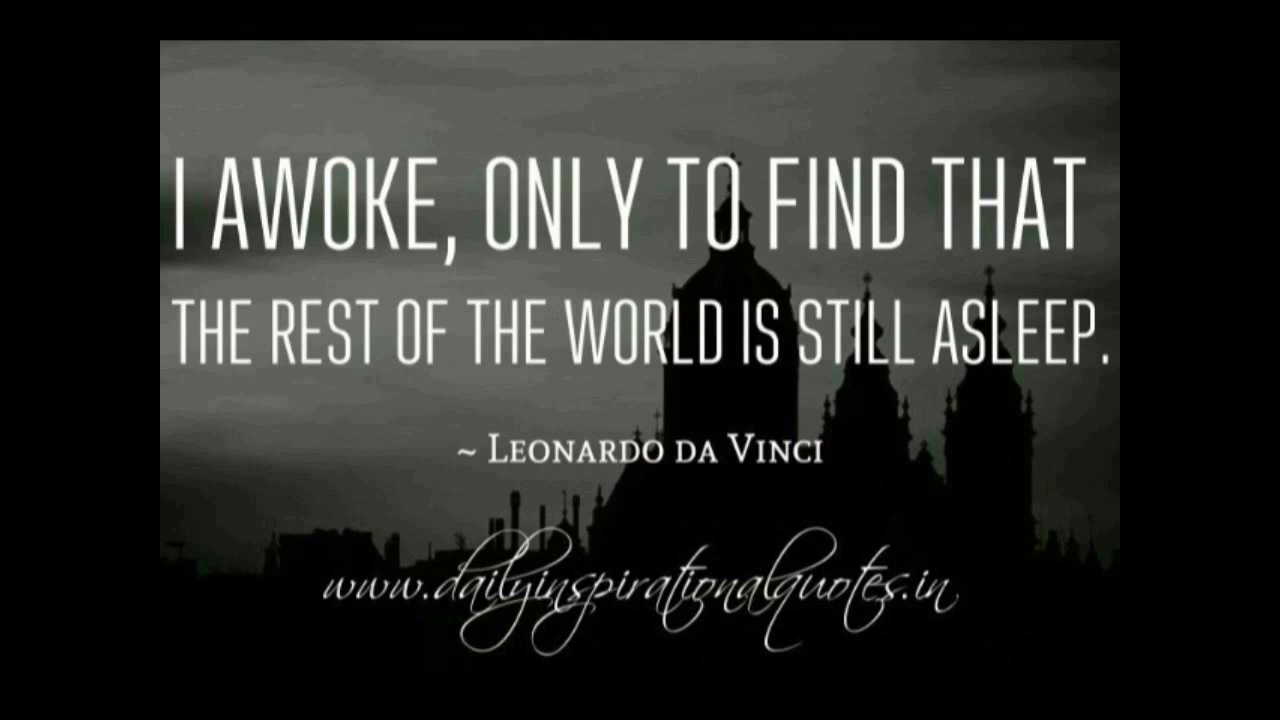 I AWOKE, ONLY TO FIND THAT
THE REST OF THE WORLD IS STILL ASLEEP.
~ LEONARDO DA VINCI
www.dailyinspirationalquotes.in